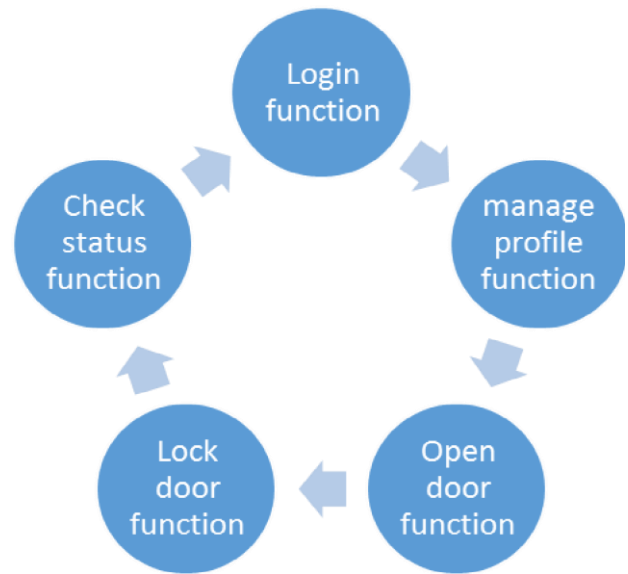 Login
function
manage
profile
function
Open
door
function
Lock
door
function
Check
status
function